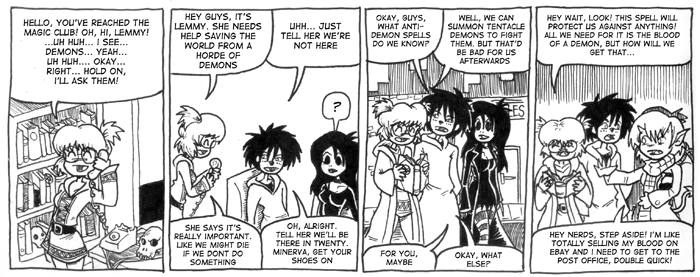 HELLO, YOU'VE REACHED THE
MAGIC CLUB! OH, HI, LEMMY!
...UH HUH... I SEE...
DEMONS... YEAH...
UH HUH.... OKAY...
RIGHT... HOLD ON,
I'LL ASK THEM!
HEY GUYS, IT'S
LEMMY. SHE NEEDS
HELP SAVING THE
WORLD FROM A
HORDE OF
DEMONS
UHH... JUST
TELL HER WE'RE
NOT HERE
?
SHE SAYS IT'S
REALLY IMPORTANT.
LIKE WE MIGHT DIE
IF WE DONT DO
SOMETHING
OH, ALRIGHT.
TELL HER WE'LL BE
THERE IN TWENTY.
MINERVA, GET YOUR
SHOES ON
OKAY, GUYS,
WHAT ANTI-
DEMON SPELLS
DO WE KNOW?
WELL, WE CAN
SUMMON TENTACLE
DEMONS TO FIGHT
THEM. BUT THAT'D
BE BAD FOR US
AFTERWARDS
ES
FOR YOU,
MAYBE
OKAY, WHAT
ELSE?
HEY WAIT, LOOK! THIS SPELL WILL
PROTECT US AGAINST ANYTHING!
ALL WE NEED FOR IT IS THE BLOOD
OF A DEMON, BUT HOW WILL WE
GET THAT...
HEY NERDS, STEP ASIDE! I'M LIKE
TOTALLY SELLING MY BLOOD ON
EBAY AND I NEED TO GET TO THE
POST OFFICE, DOUBLE QUICK!